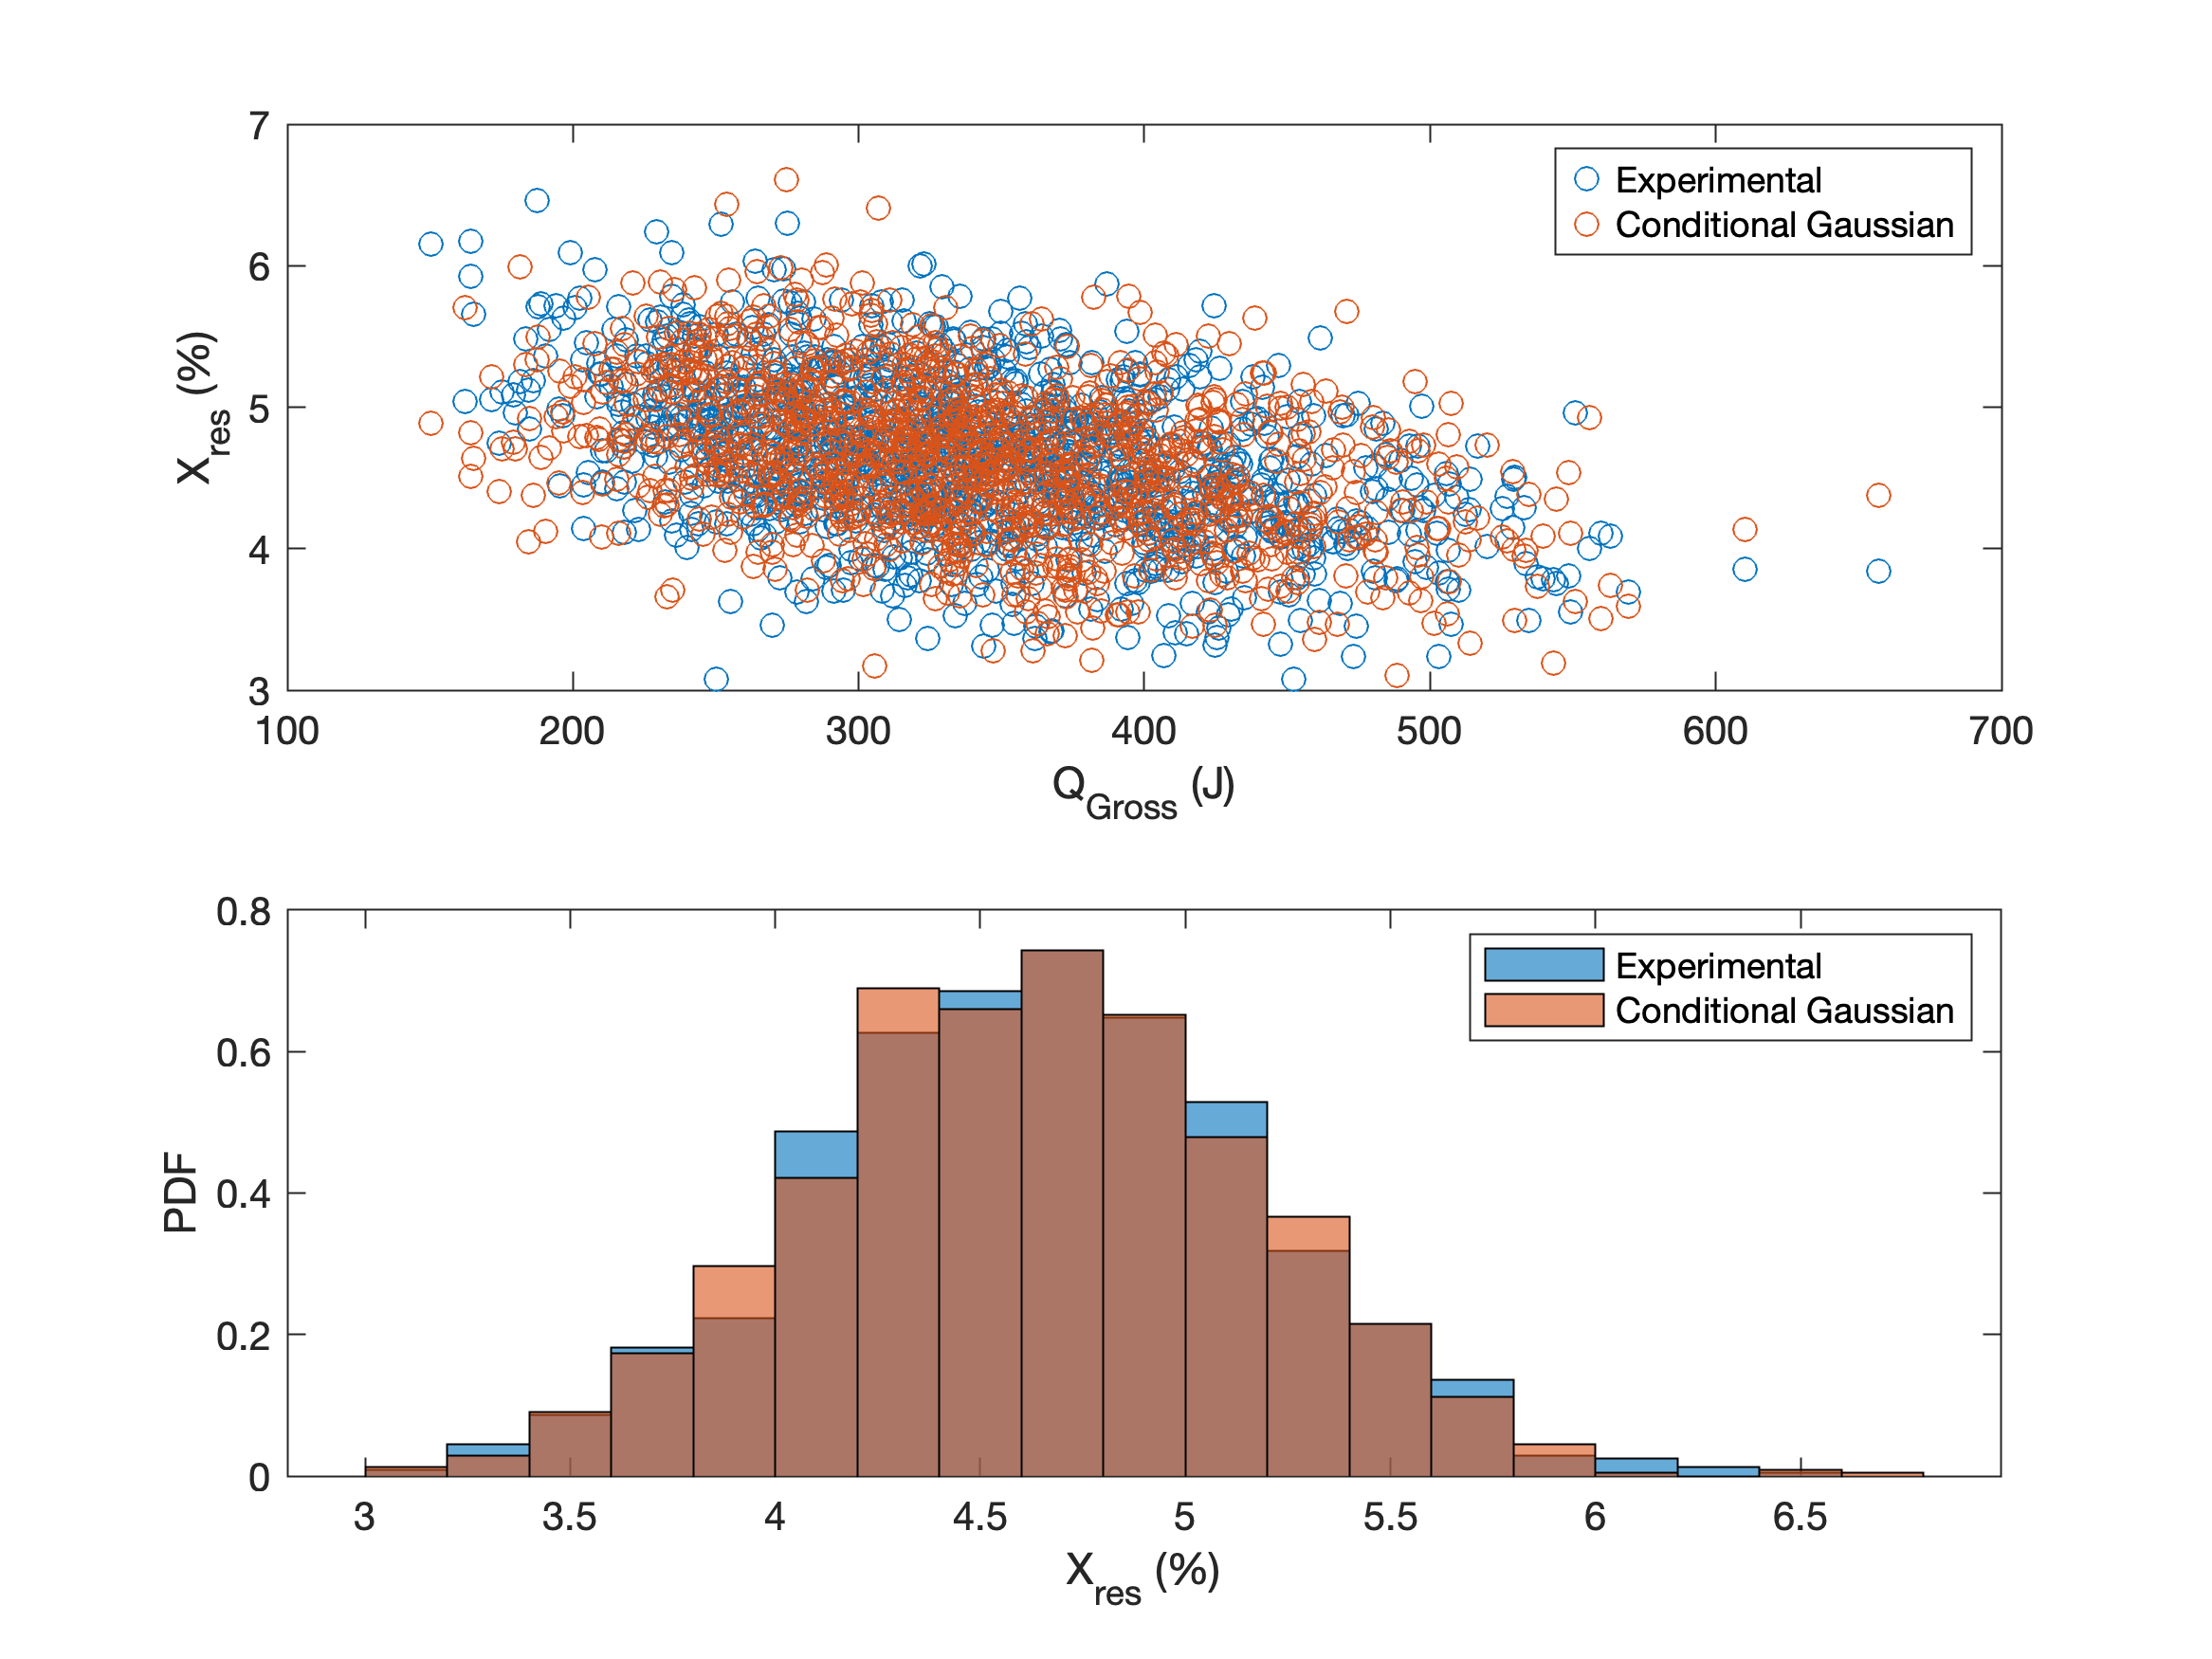 7
6
5
4
3
X_res (%)
Experimental
Conditional Gaussian
100 200 300 400 500 600 700
Q_Gross (J)
0.8
0.6
0.4
0.2
0
PDF
Experimental
Conditional Gaussian
3 3.5 4 4.5 5 5.5 6 6.5
X_res (%)